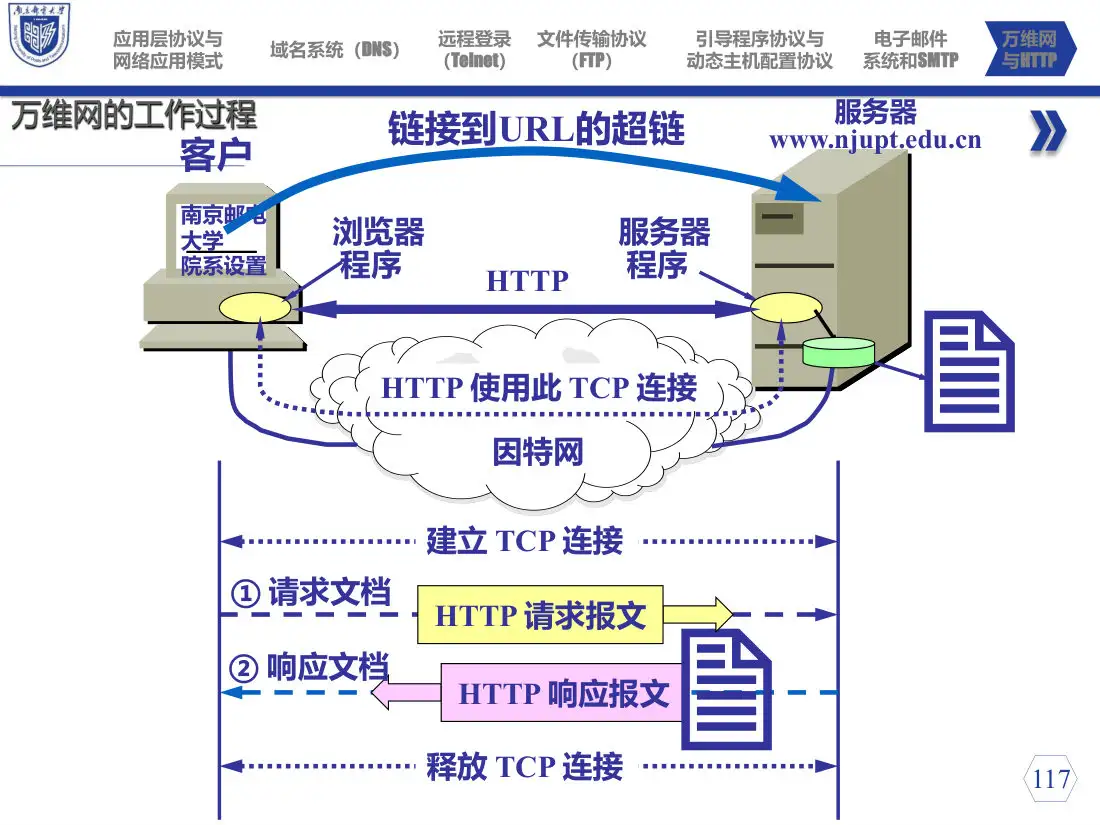 南京邮电大学
应用层协议与
网络应用模式
域名系统（DNS）
远程登录
（Telnet）
文件传输协议
（FTP）
引导程序协议与
动态主机配置协议
电子邮件
系统和SMTP
万维网
与HTTP
万维网的工作过程
客户
链接到URL的超链
服务器
www.njupt.edu.cn
南京邮电
大学
院系设置
浏览器
程序
服务器
程序
HTTP
HTTP 使用此 TCP 连接
因特网
建立 TCP 连接
① 请求文档
HTTP 请求报文
② 响应文档
HTTP 响应报文
释放 TCP 连接
117